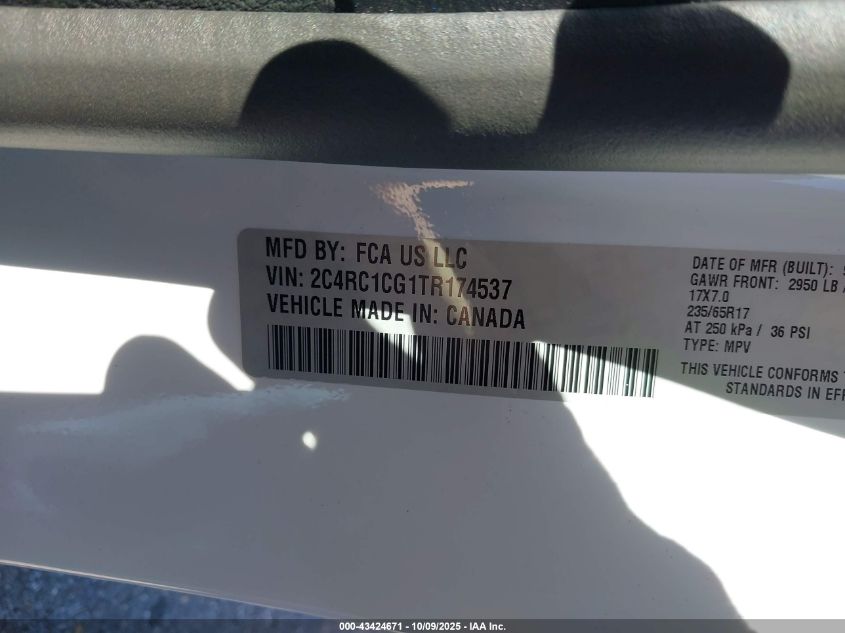 MFD BY: FCA US LLC
VIN: 2C4RC1CG1TR174537
VEHICLE MADE IN: CANADA
DATE OF MFR (BUILT):
GAWR FRONT: 2950 LB
17X7.0
235/65R17
AT 250 kPa / 36 PSI
TYPE: MPV
THIS VEHICLE CONFORMS
STANDARDS IN
000-43424671 - 10/09/2025 - IAA Inc.